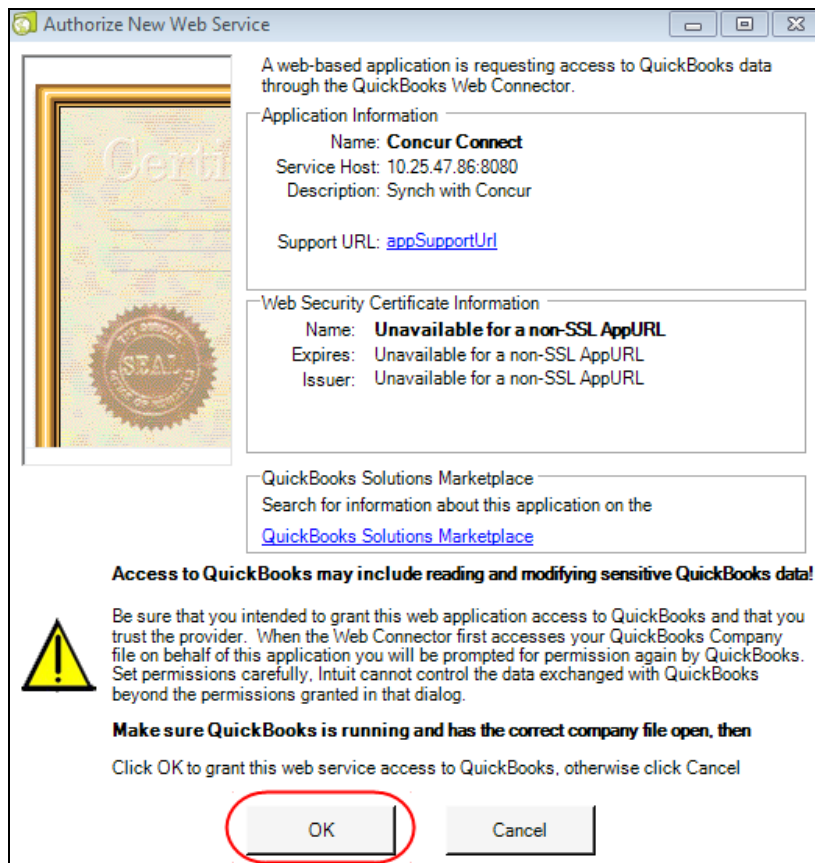 Authorize New Web Service
A web-based application is requesting access to QuickBooks data
through the QuickBooks Web Connector.
Application Information
Name: Concur Connect
Service Host: 10.25.47.86:8080
Description: Synch with Concur
Support URL: appSupportUrl
Web Security Certificate Information
Name: Unavailable for a non-SSL AppURL
Expires: Unavailable for a non-SSL AppURL
Issuer: Unavailable for a non-SSL AppURL
Certi
SEAL
QuickBooks Solutions Marketplace
Search for information about this application on the
QuickBooks Solutions Marketplace
Access to QuickBooks may include reading and modifying sensitive QuickBooks data!
Be sure that you intended to grant this web application access to QuickBooks and that you
trust the provider. When the Web Connector first accesses your QuickBooks Company
file on behalf of this application you will be prompted for permission again by QuickBooks.
Set permissions carefully, Intuit cannot control the data exchanged with QuickBooks
beyond the permissions granted in that dialog.
Make sure QuickBooks is running and has the correct company file open, then
Click OK to grant this web service access to QuickBooks, otherwise click Cancel
OK
Cancel